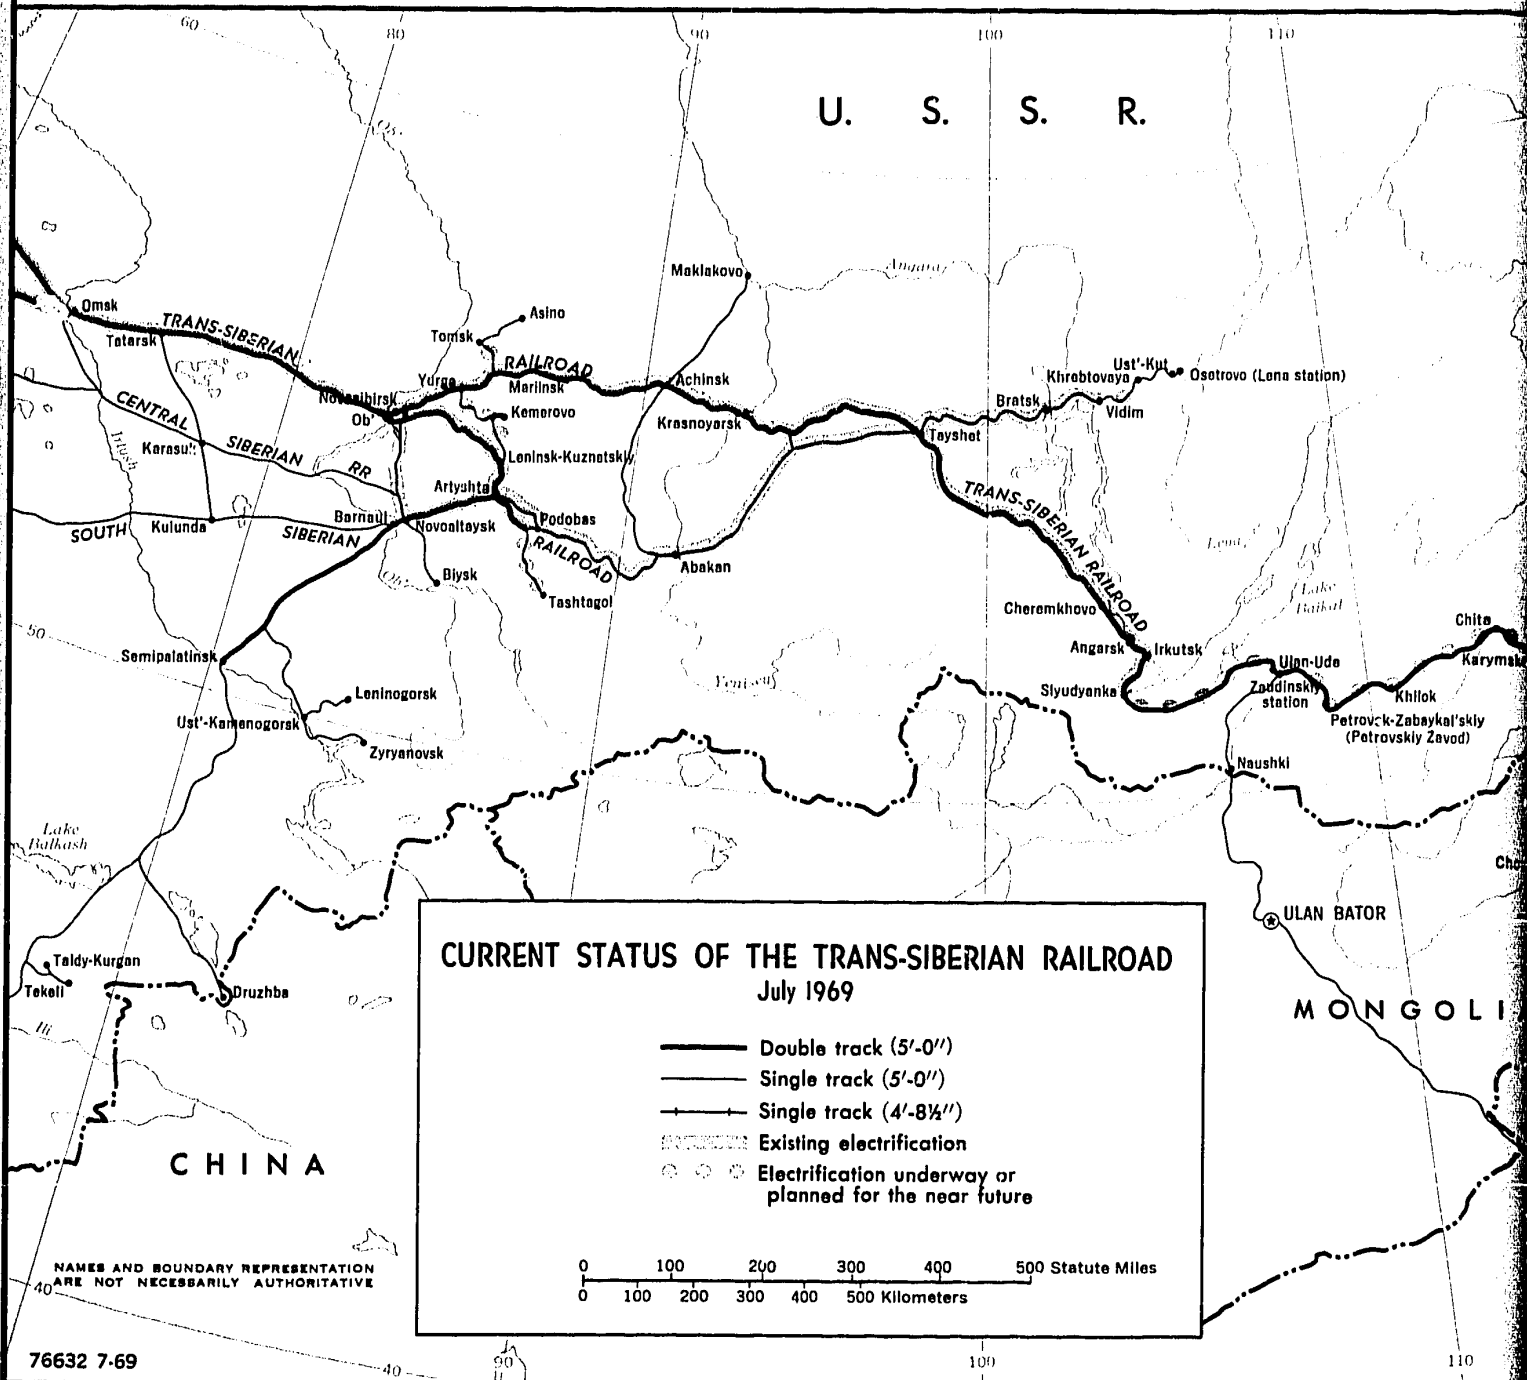 60
80
90
100
110
U. S. S. R.
Angara
Maklakovo
Omsk
Tatarsk
TRANS-SIBERIAN
RAILROAD
Asino
Tomsk
Yurga
Mariinsk
Achinsk
Novosibirsk
Ob'
Kemerovo
Krasnoyarsk
Ust'-Kut
Khrebtovaya
Osetrovo (Lena station)
Bratsk
Vidim
Tayshet
CENTRAL
SIBERIAN
RR
Irtush
Karasuk
Leninsk-Kuznetskiy
Artyshta
TRANS-SIBERIAN RAILROAD
SOUTH
Kulunda
SIBERIAN
Barnaul
Novoaltaysk
Podobas
RAILROAD
Abakan
Ob'
Biysk
Tashtagol
Lena
Lake
Baikal
Cheremkhovo
Angarsk
Irkutsk
Slyudyanka
Chita
Karymsk
50
Semipalatinsk
Yenisey
Ulan-Ude
Zaudinskiy
station
Khilok
Petrovsk-Zabaykal'skiy
(Petrovskiy Zavod)
Leninogorsk
Ust'-Kamenogorsk
Zyryanovsk
Naushki
Lake
Balkash
Cho
ULAN BATOR
Taldy-Kurgan
Tekeli
Druzhba
Ili
MONGOLI
CHINA
CURRENT STATUS OF THE TRANS-SIBERIAN RAILROAD
July 1969
Double track (5'-0")
Single track (5'-0")
Single track (4'-8½")
Existing electrification
Electrification underway or
planned for the near future
0 100 200 300 400 500 Statute Miles
0 100 200 300 400 500 Kilometers
NAMES AND BOUNDARY REPRESENTATION
ARE NOT NECESSARILY AUTHORITATIVE
40
76632 7-69
40
90
100
110